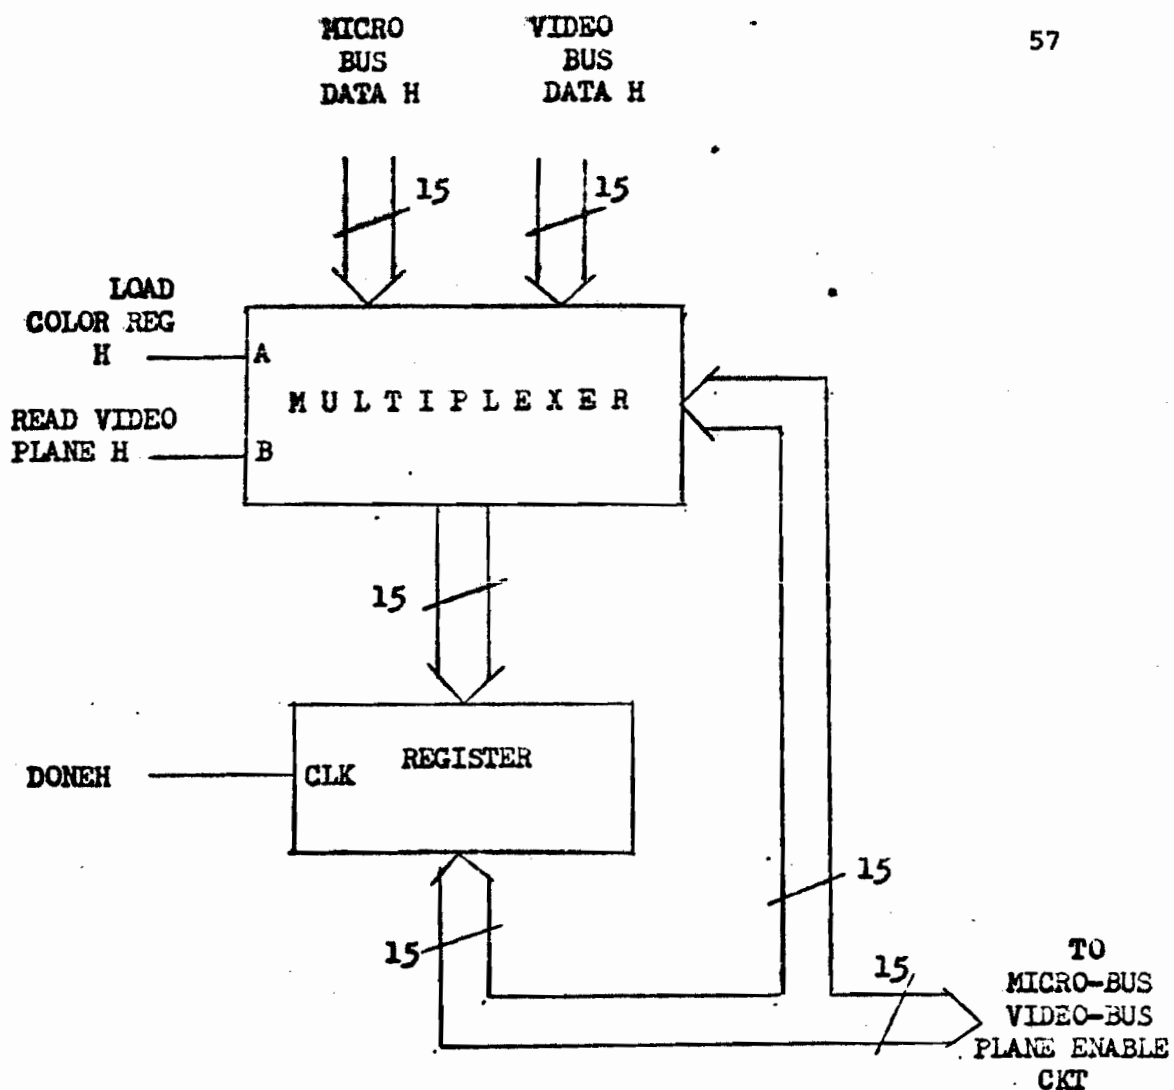 57
MICRO
BUS
DATA H
VIDEO
BUS
DATA H
15
15
LOAD
COLOR REG
H
A
MULTIPLEXER
READ VIDEO
PLANE H
B
15
DONEH
CLK
REGISTER
15
15
15
TO
MICRO-BUS
VIDEO-BUS
PLANE ENABLE
CKT